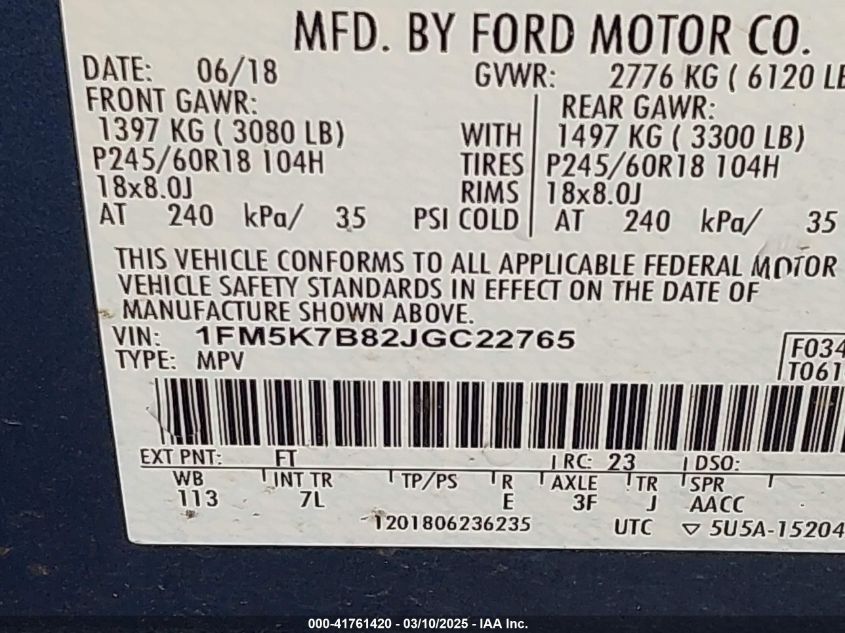 MFD. BY FORD MOTOR CO.
DATE: 06/18 GVWR: 2776 KG ( 6120 LB
FRONT GAWR: REAR GAWR:
1397 KG ( 3080 LB) WITH 1497 KG ( 3300 LB)
P245/60R18 104H TIRES P245/60R18 104H
18x8.0J RIMS 18x8.0J
AT 240 kPa/ 35 PSI COLD AT 240 kPa/ 35
THIS VEHICLE CONFORMS TO ALL APPLICABLE FEDERAL MOTOR
VEHICLE SAFETY STANDARDS IN EFFECT ON THE DATE OF
MANUFACTURE SHOWN ABOVE.
VIN: 1FM5K7B82JGC22765
F034
TYPE: MPV
T061
EXT PNT: FT RC: 23 DSO:
WB INT TR TP/PS R AXLE TR SPR
113 7L E 3F J AACC
1201806236235 UTC ▽ 5U5A-15204
000-41761420 - 03/10/2025 - IAA Inc.